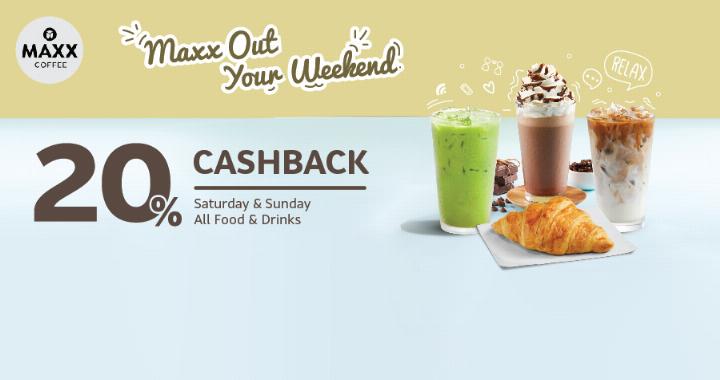 MAXX
COFFEE
Maxx Out
Your Weekend
RELAX
20%
CASHBACK
Saturday & Sunday
All Food & Drinks